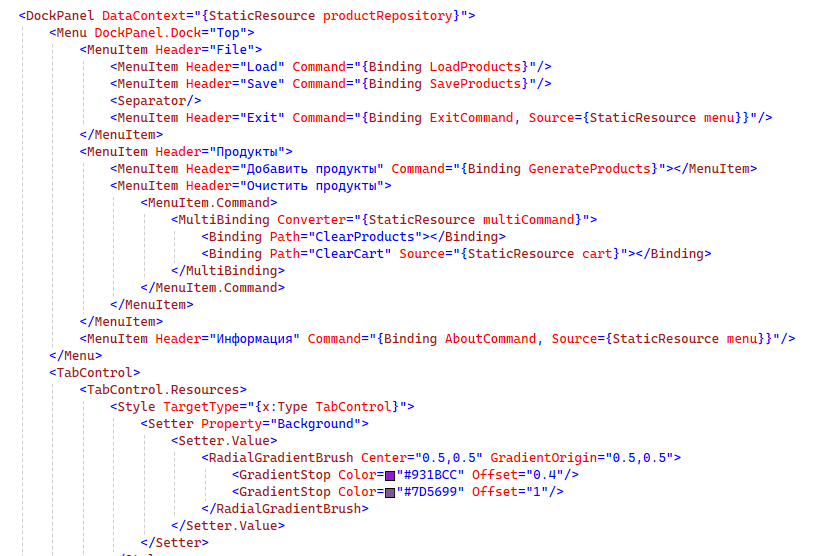 <DockPanel DataContext="{StaticResource productRepository}">
<Menu DockPanel.Dock="Top">
<MenuItem Header="File">
<MenuItem Header="Load" Command="{Binding LoadProducts}"/>
<MenuItem Header="Save" Command="{Binding SaveProducts}"/>
<Separator/>
<MenuItem Header="Exit" Command="{Binding ExitCommand, Source={StaticResource menu}}"/>
</MenuItem>
<MenuItem Header="Продукты">
<MenuItem Header="Добавить продукты" Command="{Binding GenerateProducts}"></MenuItem>
<MenuItem Header="Очистить продукты">
<MenuItem.Command>
<MultiBinding Converter="{StaticResource multiCommand}">
<Binding Path="ClearProducts"></Binding>
<Binding Path="ClearCart" Source="{StaticResource cart}"></Binding>
</MultiBinding>
</MenuItem.Command>
</MenuItem>
</MenuItem>
<MenuItem Header="Информация" Command="{Binding AboutCommand, Source={StaticResource menu}}"/>
</Menu>
<TabControl>
<TabControl.Resources>
<Style TargetType="{x:Type TabControl}">
<Setter Property="Background">
<Setter.Value>
<RadialGradientBrush Center="0.5,0.5" GradientOrigin="0.5,0.5">
<GradientStop Color="#931BCC" Offset="0.4"/>
<GradientStop Color="#7D5699" Offset="1"/>
</RadialGradientBrush>
</Setter.Value>
</Setter>